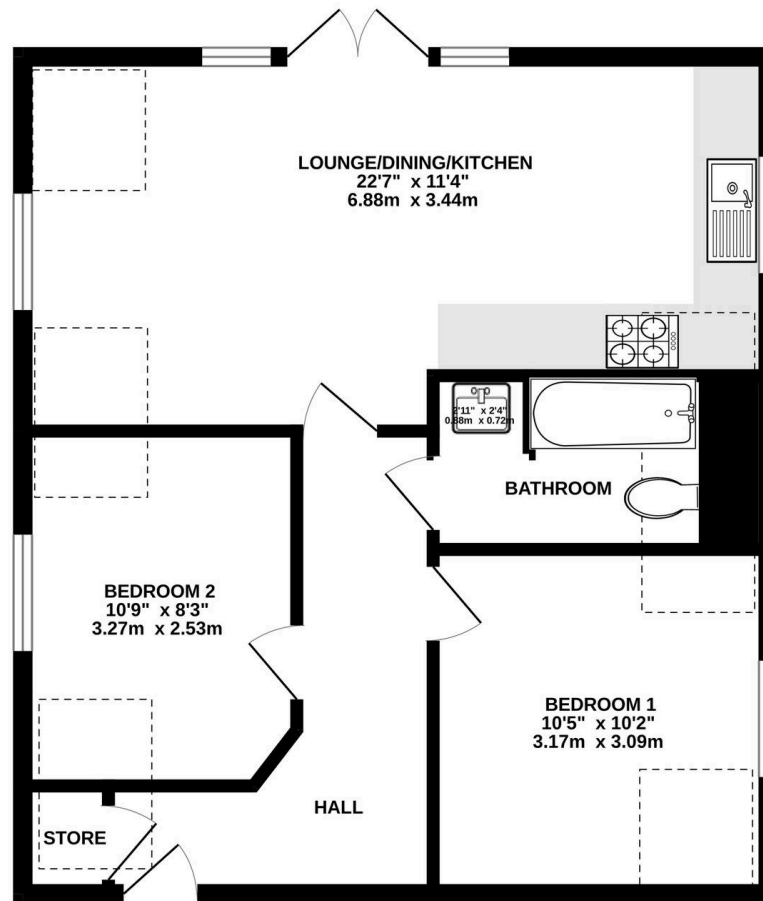 LOUNGE/DINING/KITCHEN
22'7" x 11'4"
6.88m x 3.44m
2'11" x 2'4"
0.88m x 0.72m
BATHROOM
BEDROOM 2
10'9" x 8'3"
3.27m x 2.53m
BEDROOM 1
10'5" x 10'2"
3.17m x 3.09m
HALL
STORE